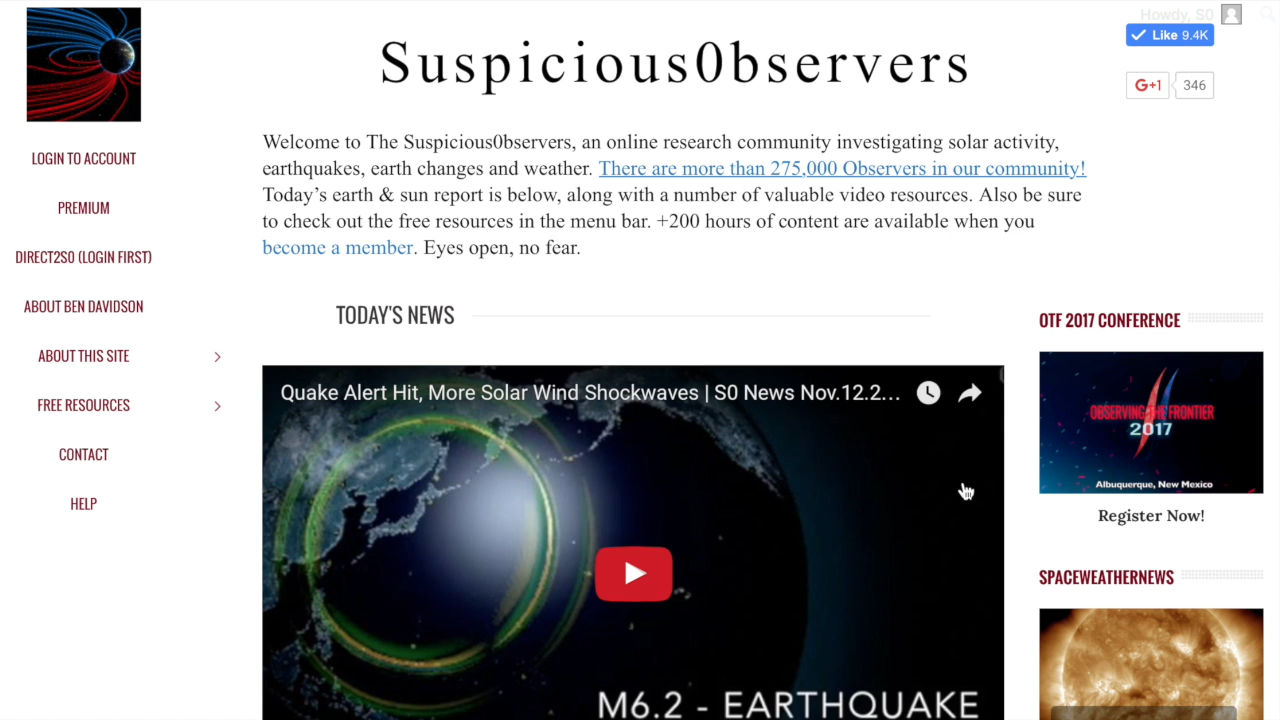 Howdy, S0
Like 9.4K
G+1 346
Suspicious0bservers
LOGIN TO ACCOUNT
PREMIUM
DIRECT2S0 (LOGIN FIRST)
ABOUT BEN DAVIDSON
ABOUT THIS SITE
FREE RESOURCES
CONTACT
HELP
Welcome to The Suspicious0bservers, an online research community investigating solar activity,
earthquakes, earth changes and weather. There are more than 275,000 Observers in our community!
Today's earth & sun report is below, along with a number of valuable video resources. Also be sure
to check out the free resources in the menu bar. +200 hours of content are available when you
become a member. Eyes open, no fear.
TODAY'S NEWS
Quake Alert Hit, More Solar Wind Shockwaves | S0 News Nov.12.2...
M6.2 - EARTHQUAKE
OTF 2017 CONFERENCE
OBSERVING THE FRONTIER
2017
Albuquerque, New Mexico
Register Now!
SPACEWEATHERNEWS